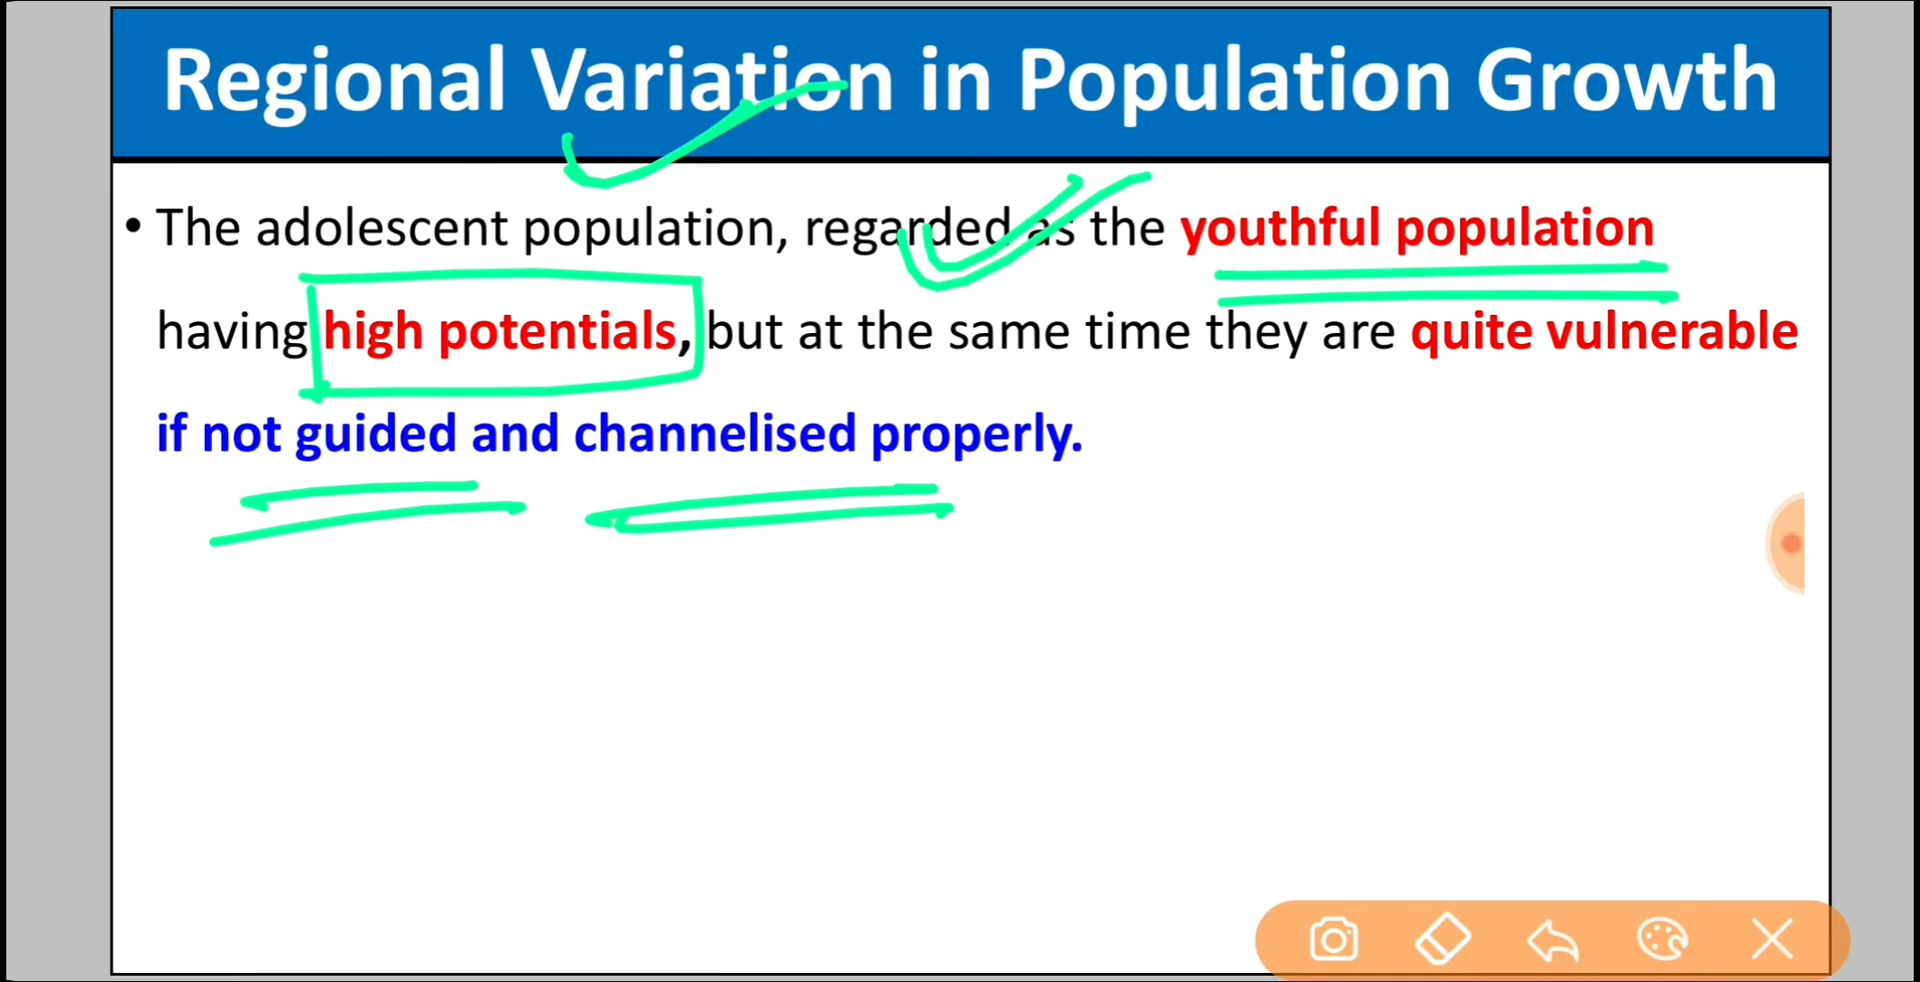 Regional Variation in Population Growth
• The adolescent population, regarded as the youthful population
having high potentials, but at the same time they are quite vulnerable
if not guided and channelised properly.